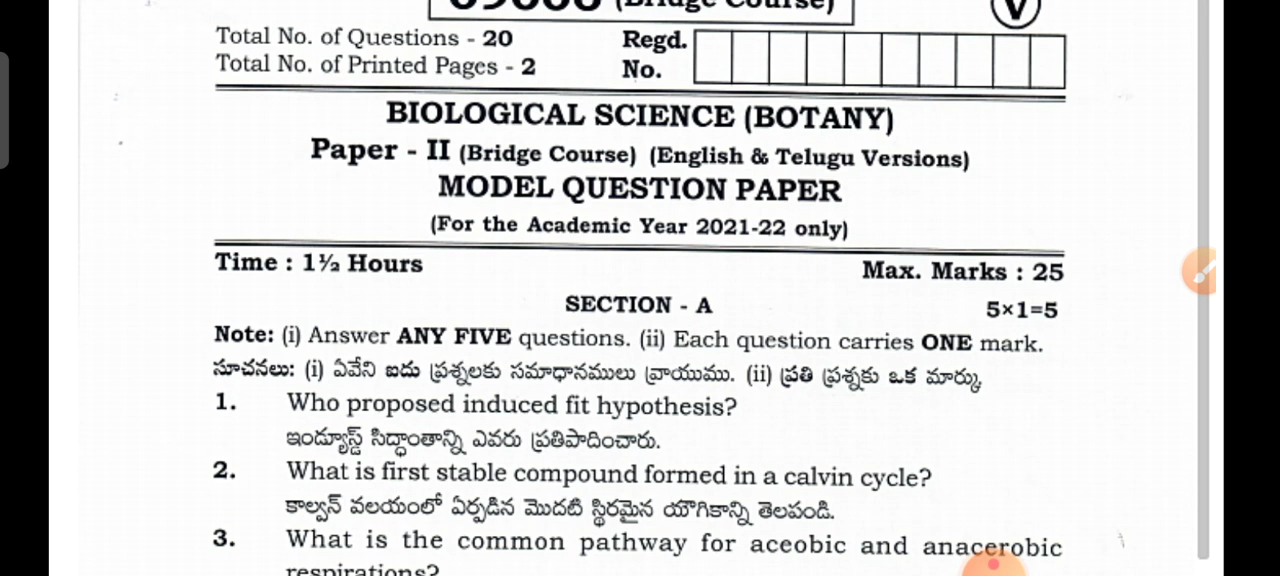 (Bridge Course)
V
Total No. of Questions - 20
Regd.
Total No. of Printed Pages - 2
No.
BIOLOGICAL SCIENCE (BOTANY)
Paper - II (Bridge Course) (English & Telugu Versions)
MODEL QUESTION PAPER
(For the Academic Year 2021-22 only)
Time : 1½ Hours
Max. Marks : 25
SECTION - A
5×1=5
Note: (i) Answer ANY FIVE questions. (ii) Each question carries ONE mark.
సూచనలు: (i) ఏవేని ఐదు ప్రశ్నలకు సమాధానములు వ్రాయుము. (ii) ప్రతి ప్రశ్నకు ఒక మార్కు
1. Who proposed induced fit hypothesis?
ఇండ్యూస్డ్ సిద్ధాంతాన్ని ఎవరు ప్రతిపాదించారు.
2. What is first stable compound formed in a calvin cycle?
కాల్వన్ వలయంలో ఏర్పడిన మొదటి స్థిరమైన యౌగికాన్ని తెలపండి.
3. What is the common pathway for aceobic and anacerobic
respirations?